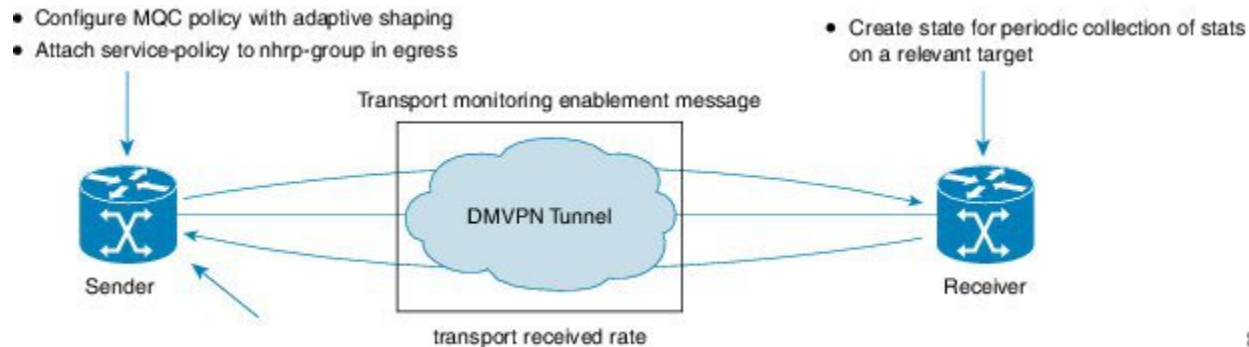 • Configure MQC policy with adaptive shaping
• Attach service-policy to nhrp-group in egress
• Create state for periodic collection of stats
on a relevant target
Transport monitoring enablement message
DMVPN Tunnel
Sender
Receiver
transport received rate